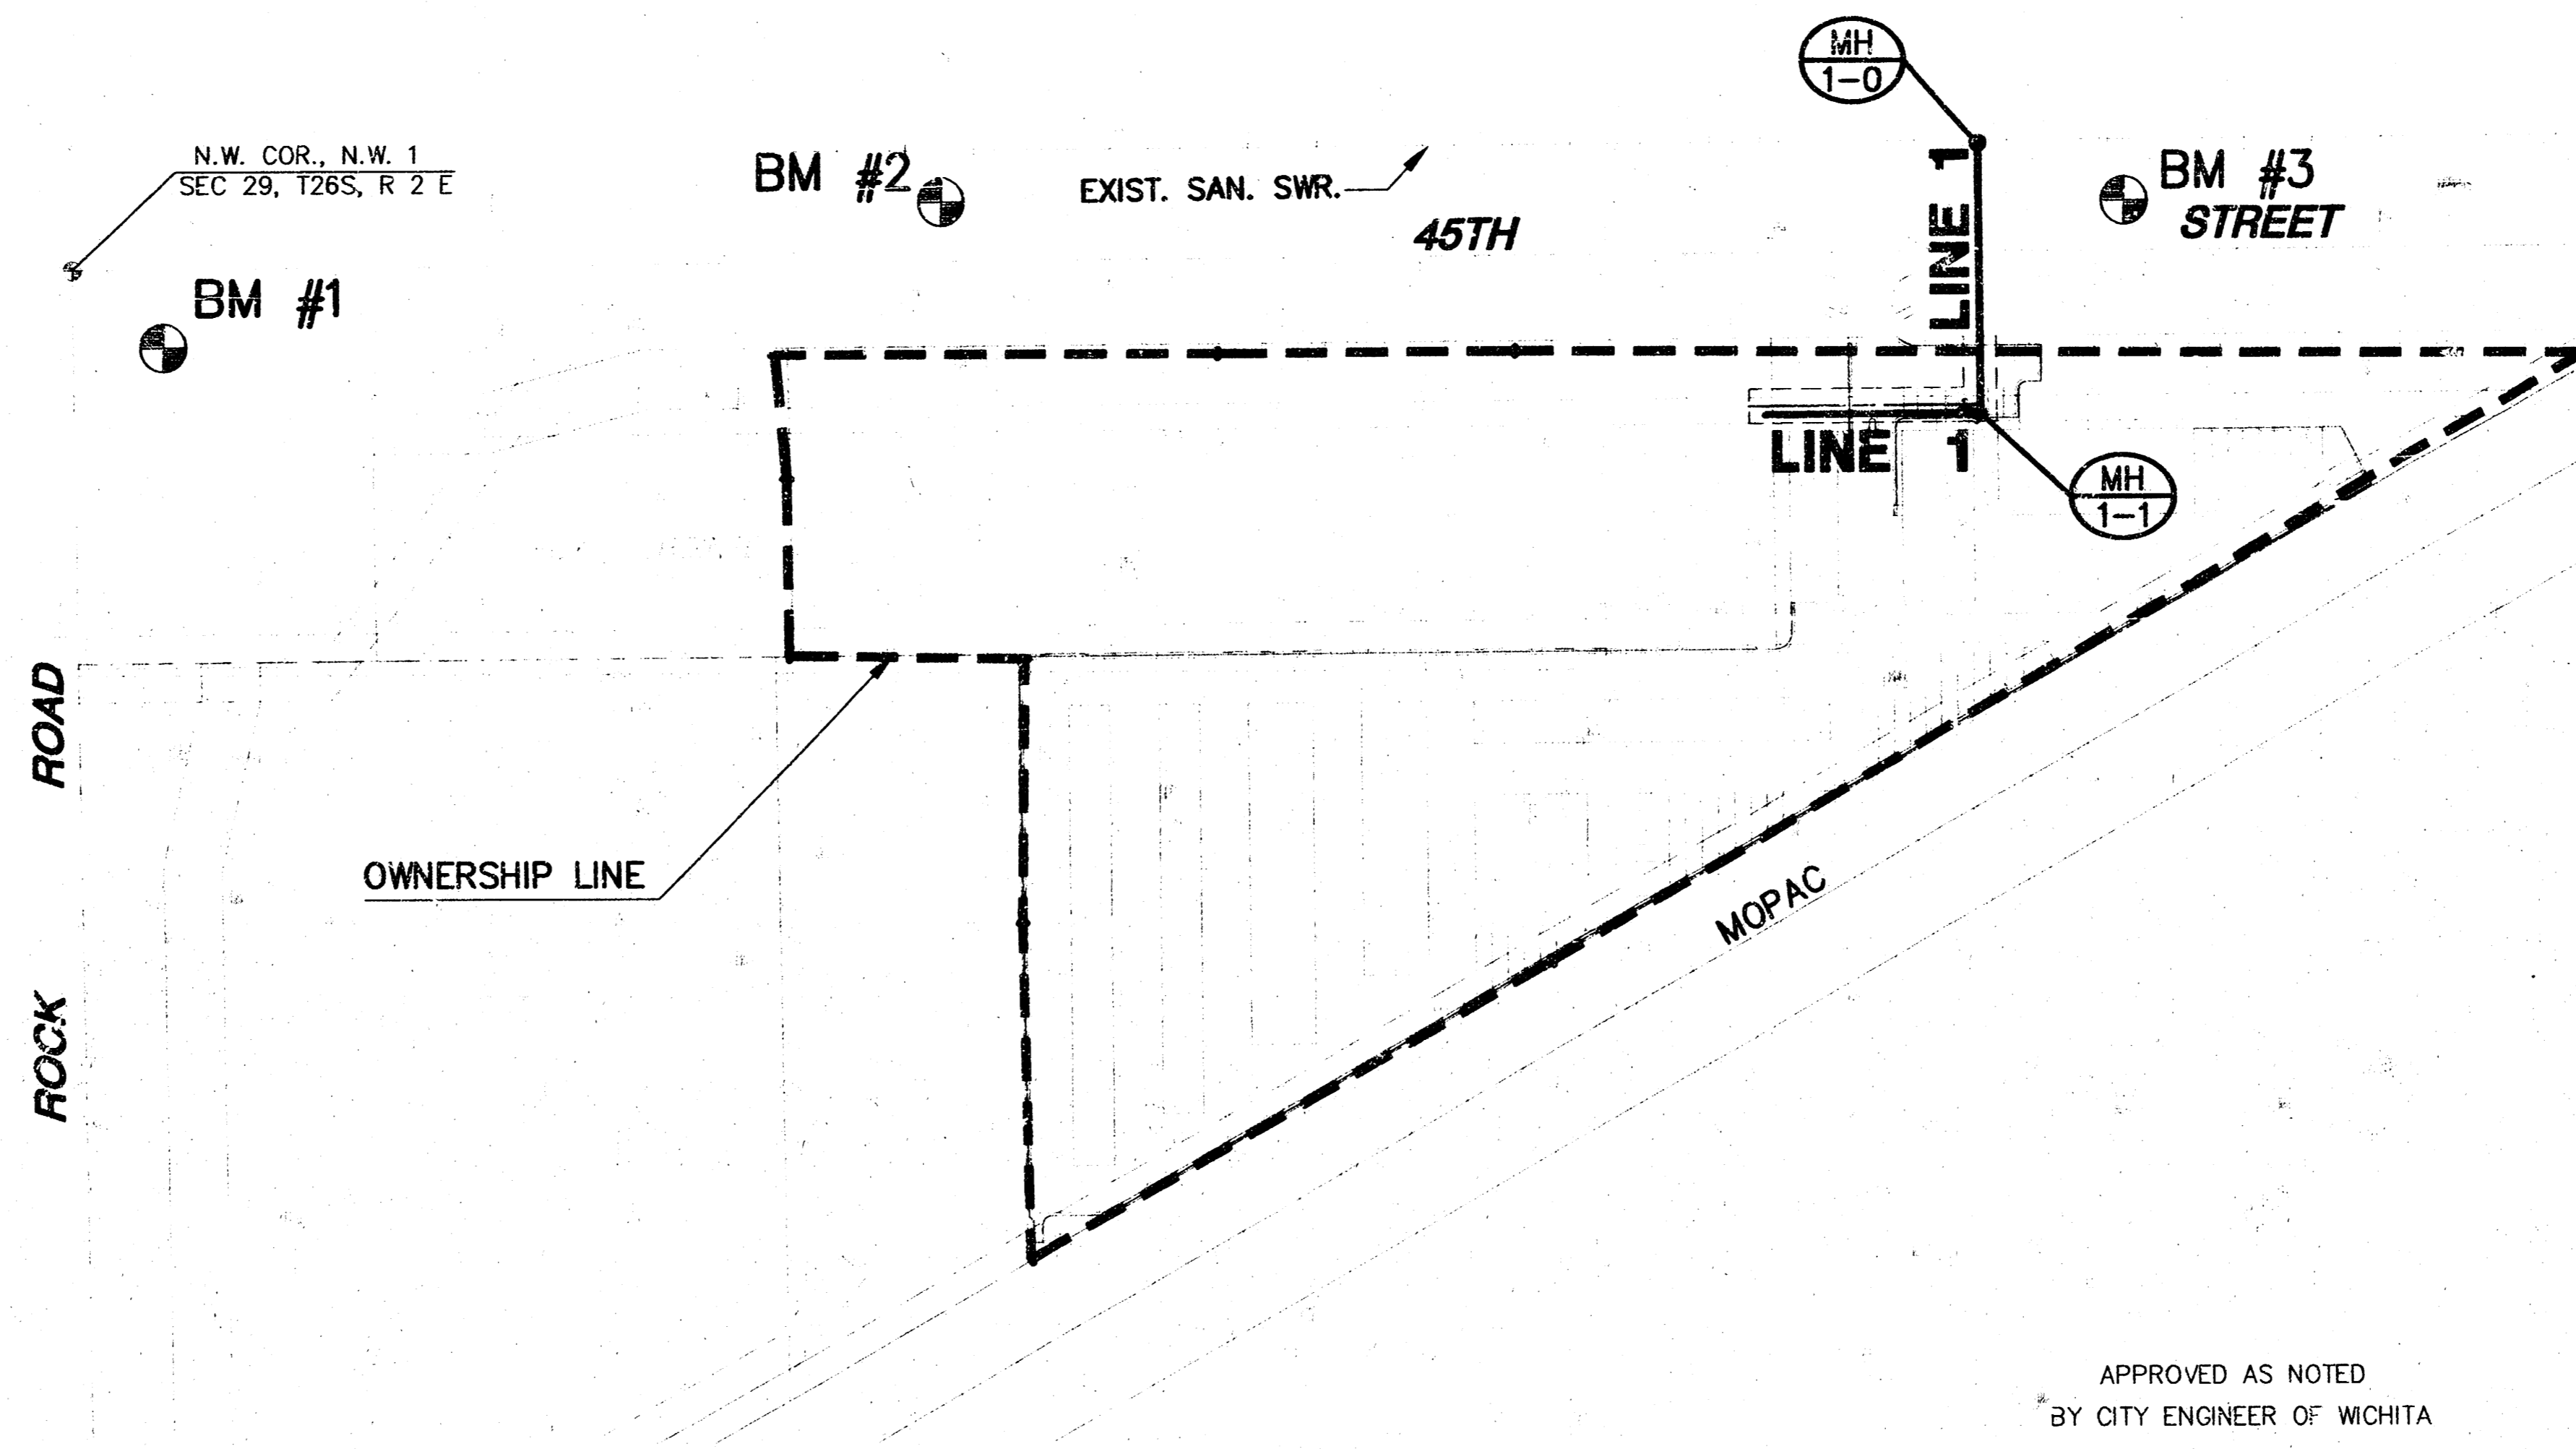 MH
1-0
N.W. COR., N.W. 1
SEC 29, T26S, R 2 E
BM #2
EXIST. SAN. SWR.
45TH
LINE 1
BM #3
STREET
BM #1
LINE 1
MH
1-1
ROAD
OWNERSHIP LINE
MOPAC
ROCK
APPROVED AS NOTED
BY CITY ENGINEER OF WICHITA